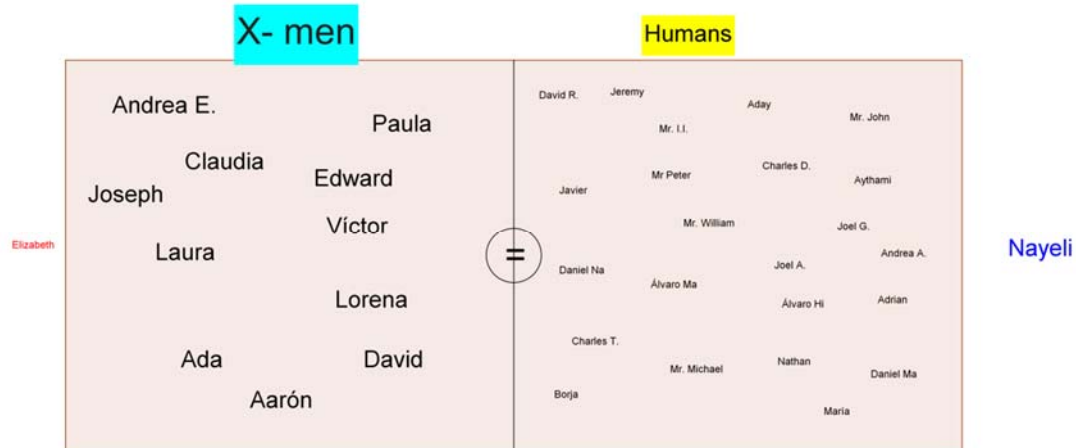 X- men
Humans
Andrea E.
Paula
Claudia
Edward
Joseph
Víctor
Laura
Lorena
Ada
David
Aarón
Elizabeth
=
David R.
Jeremy
Aday
Mr. I.I.
Mr. John
Charles D.
Mr Peter
Aythami
Javier
Mr. William
Joel G.
Andrea A.
Joel A.
Daniel Na
Álvaro Ma
Álvaro Hi
Adrian
Charles T.
Nathan
Mr. Michael
Daniel Ma
Borja
Maria
Nayeli